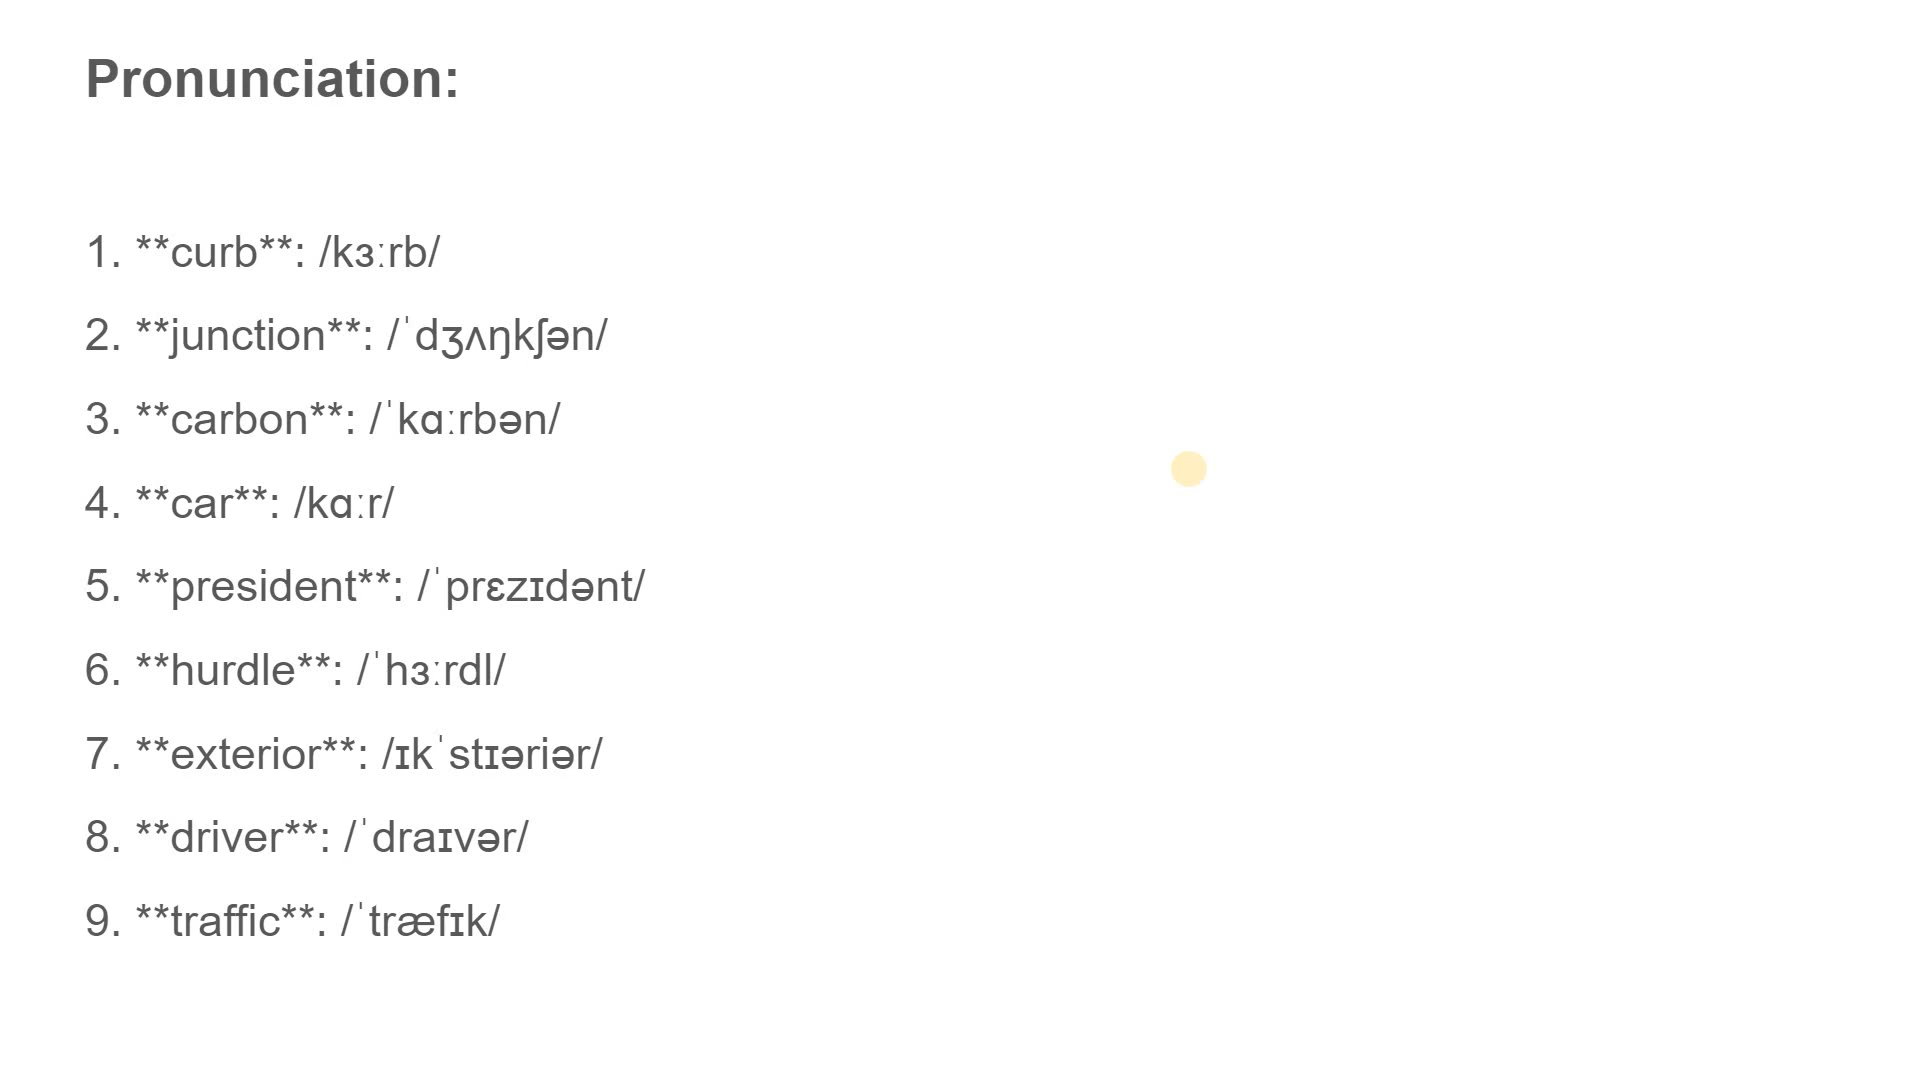 Pronunciation:
1. **curb**: /kɜːrb/
2. **junction**: /ˈdʒʌŋkʃən/
3. **carbon**: /ˈkɑːrbən/
4. **car**: /kɑːr/
5. **president**: /ˈprɛzɪdənt/
6. **hurdle**: /ˈhɜːrdl/
7. **exterior**: /ɪkˈstɪəriər/
8. **driver**: /ˈdraɪvər/
9. **traffic**: /ˈtræfɪk/